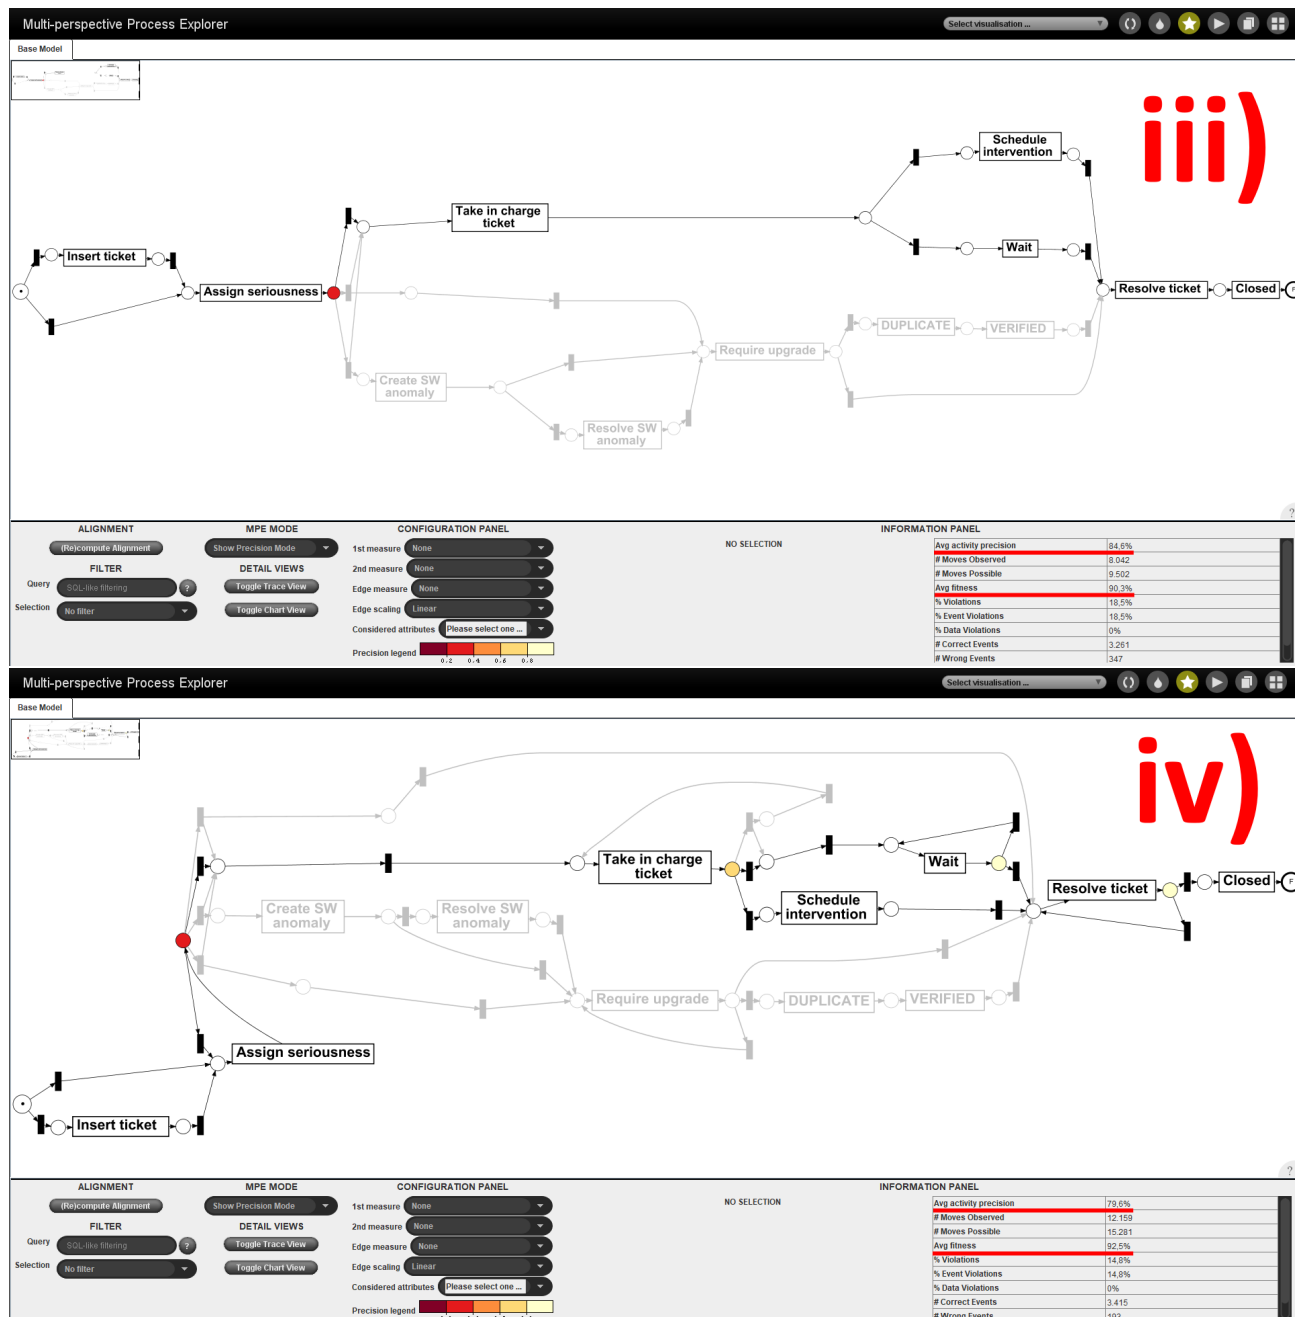 Multi-perspective Process Explorer
Select visualisation ...
Base Model
iii)
Schedule
intervention
Take in charge
ticket
Insert ticket
Wait
Assign seriousness
Resolve ticket
Closed
F
DUPLICATE
VERIFIED
Require upgrade
Create SW
anomaly
Resolve SW
anomaly
?
ALIGNMENT
(Re)compute Alignment
FILTER
Query
SQL-like filtering
?
Selection
No filter
MPE MODE
Show Precision Mode
DETAIL VIEWS
Toggle Trace View
Toggle Chart View
CONFIGURATION PANEL
1st measure None
2nd measure None
Edge measure None
Edge scaling Linear
Considered attributes Please select one ...
Precision legend
0.2 0.4 0.6 0.8
NO SELECTION
INFORMATION PANEL
Avg activity precision 84,6%
# Moves Observed 8.042
# Moves Possible 9.502
Avg fitness 90,3%
% Violations 18,5%
% Event Violations 18,5%
% Data Violations 0%
# Correct Events 3.261
# Wrong Events 347
Multi-perspective Process Explorer
Select visualisation ...
Base Model
iv)
Take in charge
ticket
Wait
Closed
F
Resolve ticket
Create SW
anomaly
Resolve SW
anomaly
Schedule
intervention
Require upgrade
DUPLICATE
VERIFIED
Assign seriousness
Insert ticket
?
ALIGNMENT
(Re)compute Alignment
FILTER
Query
SQL-like filtering
?
Selection
No filter
MPE MODE
Show Precision Mode
DETAIL VIEWS
Toggle Trace View
Toggle Chart View
CONFIGURATION PANEL
1st measure None
2nd measure None
Edge measure None
Edge scaling Linear
Considered attributes Please select one ...
Precision legend
NO SELECTION
INFORMATION PANEL
Avg activity precision 79,6%
# Moves Observed 12.159
# Moves Possible 15.281
Avg fitness 92,5%
% Violations 14,8%
% Event Violations 14,8%
% Data Violations 0%
# Correct Events 3.415
# Wrong Events 193